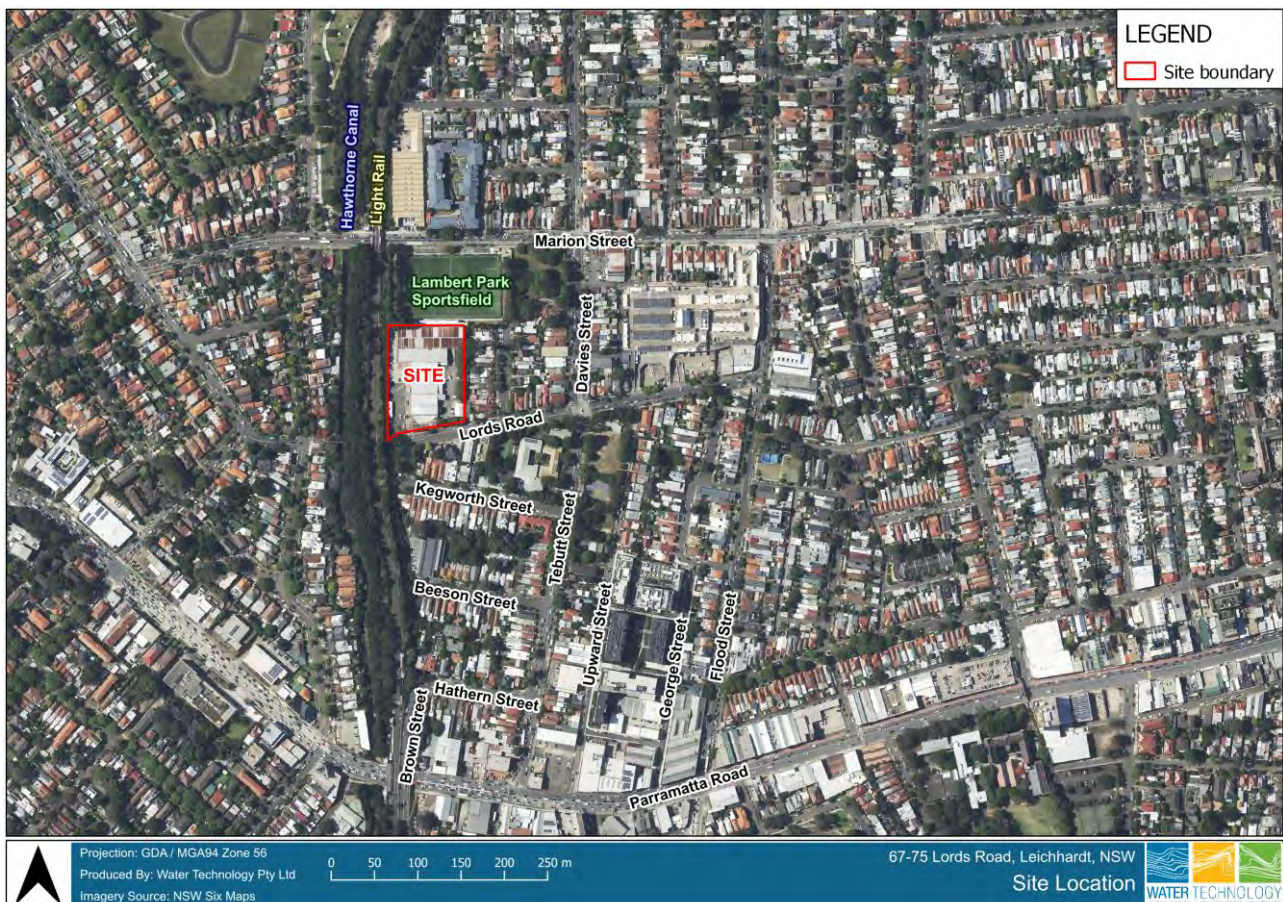 LEGEND
Site boundary
Hawthorne Canal
Light Rail
Marion Street
Lambert Park
Sportsfield
Davies Street
SITE
Lords Road
Kegworth Street
Tebutt Street
Beeson Street
Upward Street
George Street
Flood Street
Hathern Street
Brown Street
Parramatta Road
Projection: GDA / MGA94 Zone 56
Produced By: Water Technology Pty Ltd
Imagery Source: NSW Six Maps
0 50 100 150 200 250 m
67-75 Lords Road, Leichhardt, NSW
Site Location
WATER TECHNOLOGY